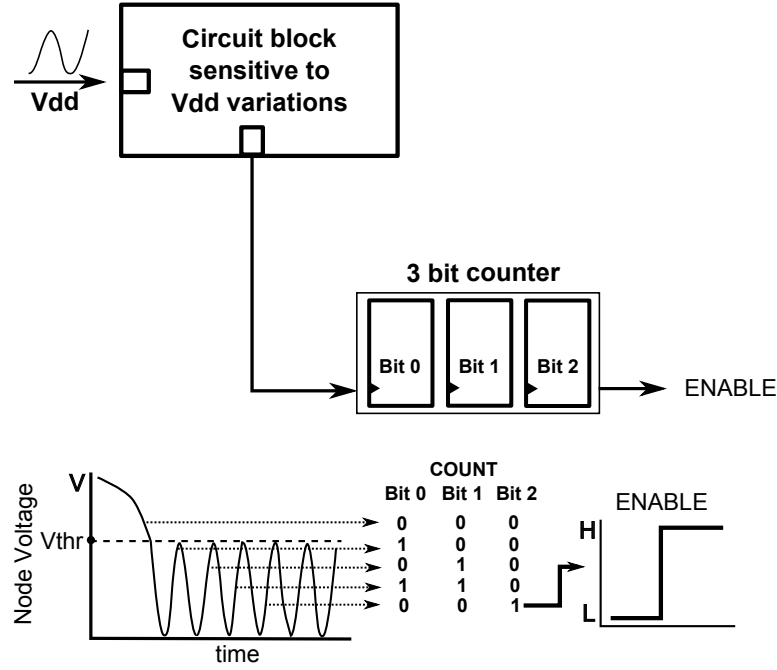 Circuit block
sensitive to
Vdd variations
Vdd
3 bit counter
Bit 0 Bit 1 Bit 2
ENABLE
COUNT
Bit 0 Bit 1 Bit 2
0 0 0
1 0 0
0 1 0
1 1 0
0 0 1
V
Vthr
Node Voltage
time
ENABLE
H
L